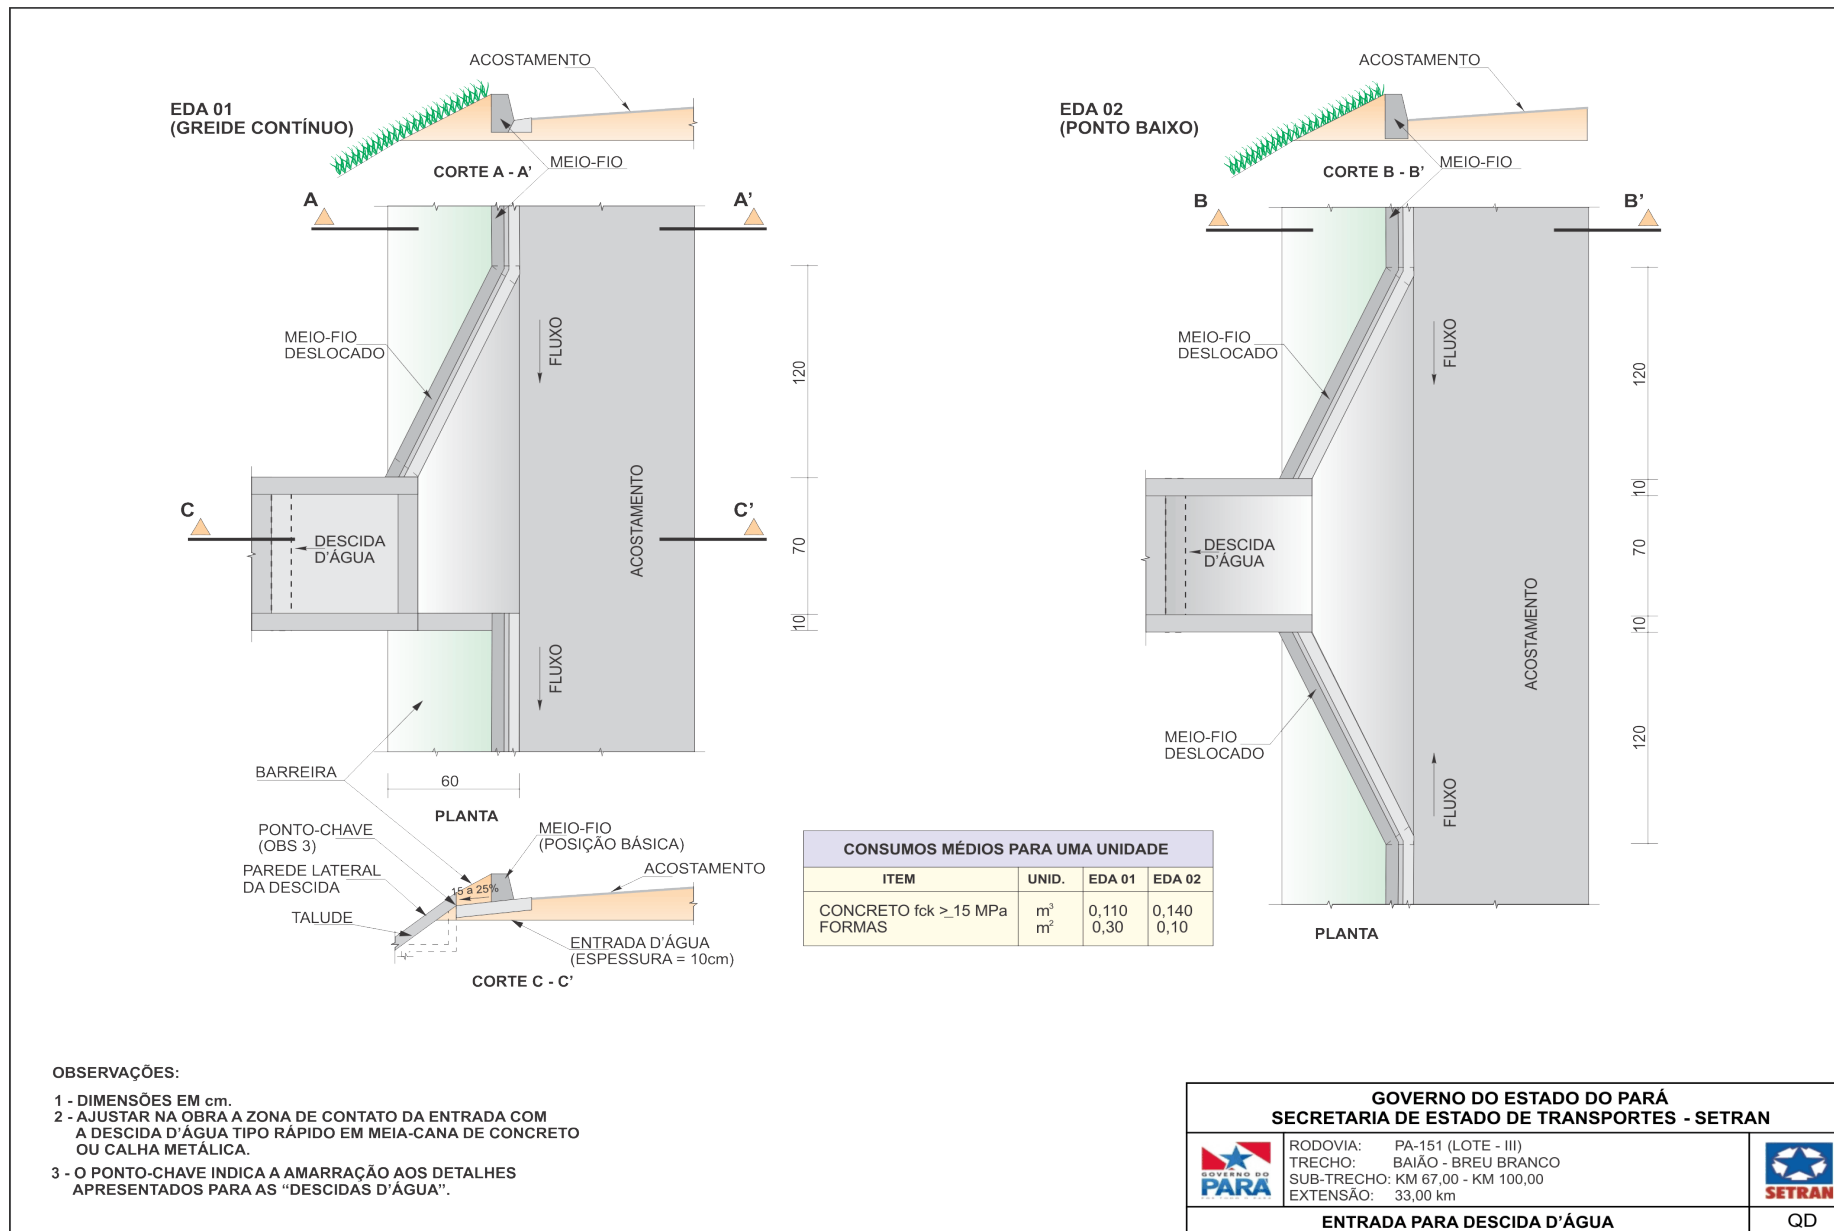 EDA 01
(GREIDE CONTÍNUO)
ACOSTAMENTO
CORTE A - A’
MEIO-FIO
A
A’
MEIO-FIO
DESLOCADO
FLUXO
120
C
C’
DESCIDA
D’ÁGUA
ACOSTAMENTO
70
10
FLUXO
BARREIRA
60
PLANTA
PONTO-CHAVE
(OBS 3)
MEIO-FIO
(POSIÇÃO BÁSICA)
PAREDE LATERAL
DA DESCIDA
15 a 25%
ACOSTAMENTO
TALUDE
ENTRADA D’ÁGUA
(ESPESSURA = 10cm)
CORTE C - C’
EDA 02
(PONTO BAIXO)
ACOSTAMENTO
CORTE B - B’
MEIO-FIO
B
B’
MEIO-FIO
DESLOCADO
FLUXO
120
10
DESCIDA
D’ÁGUA
70
10
ACOSTAMENTO
MEIO-FIO
DESLOCADO
120
FLUXO
PLANTA
CONSUMOS MÉDIOS PARA UMA UNIDADE
ITEM UNID. EDA 01 EDA 02
CONCRETO fck >_15 MPa m³ 0,110 0,140
FORMAS m² 0,30 0,10
OBSERVAÇÕES:
1 - DIMENSÕES EM cm.
2 - AJUSTAR NA OBRA A ZONA DE CONTATO DA ENTRADA COM
A DESCIDA D’ÁGUA TIPO RÁPIDO EM MEIA-CANA DE CONCRETO
OU CALHA METÁLICA.
3 - O PONTO-CHAVE INDICA A AMARRAÇÃO AOS DETALHES
APRESENTADOS PARA AS “DESCIDAS D’ÁGUA”.
GOVERNO DO ESTADO DO PARÁ
SECRETARIA DE ESTADO DE TRANSPORTES - SETRAN
GOVERNO DO
PARÁ
RODOVIA: PA-151 (LOTE - III)
TRECHO: BAIÃO - BREU BRANCO
SUB-TRECHO: KM 67,00 - KM 100,00
EXTENSÃO: 33,00 km
SETRAN
ENTRADA PARA DESCIDA D’ÁGUA
QD